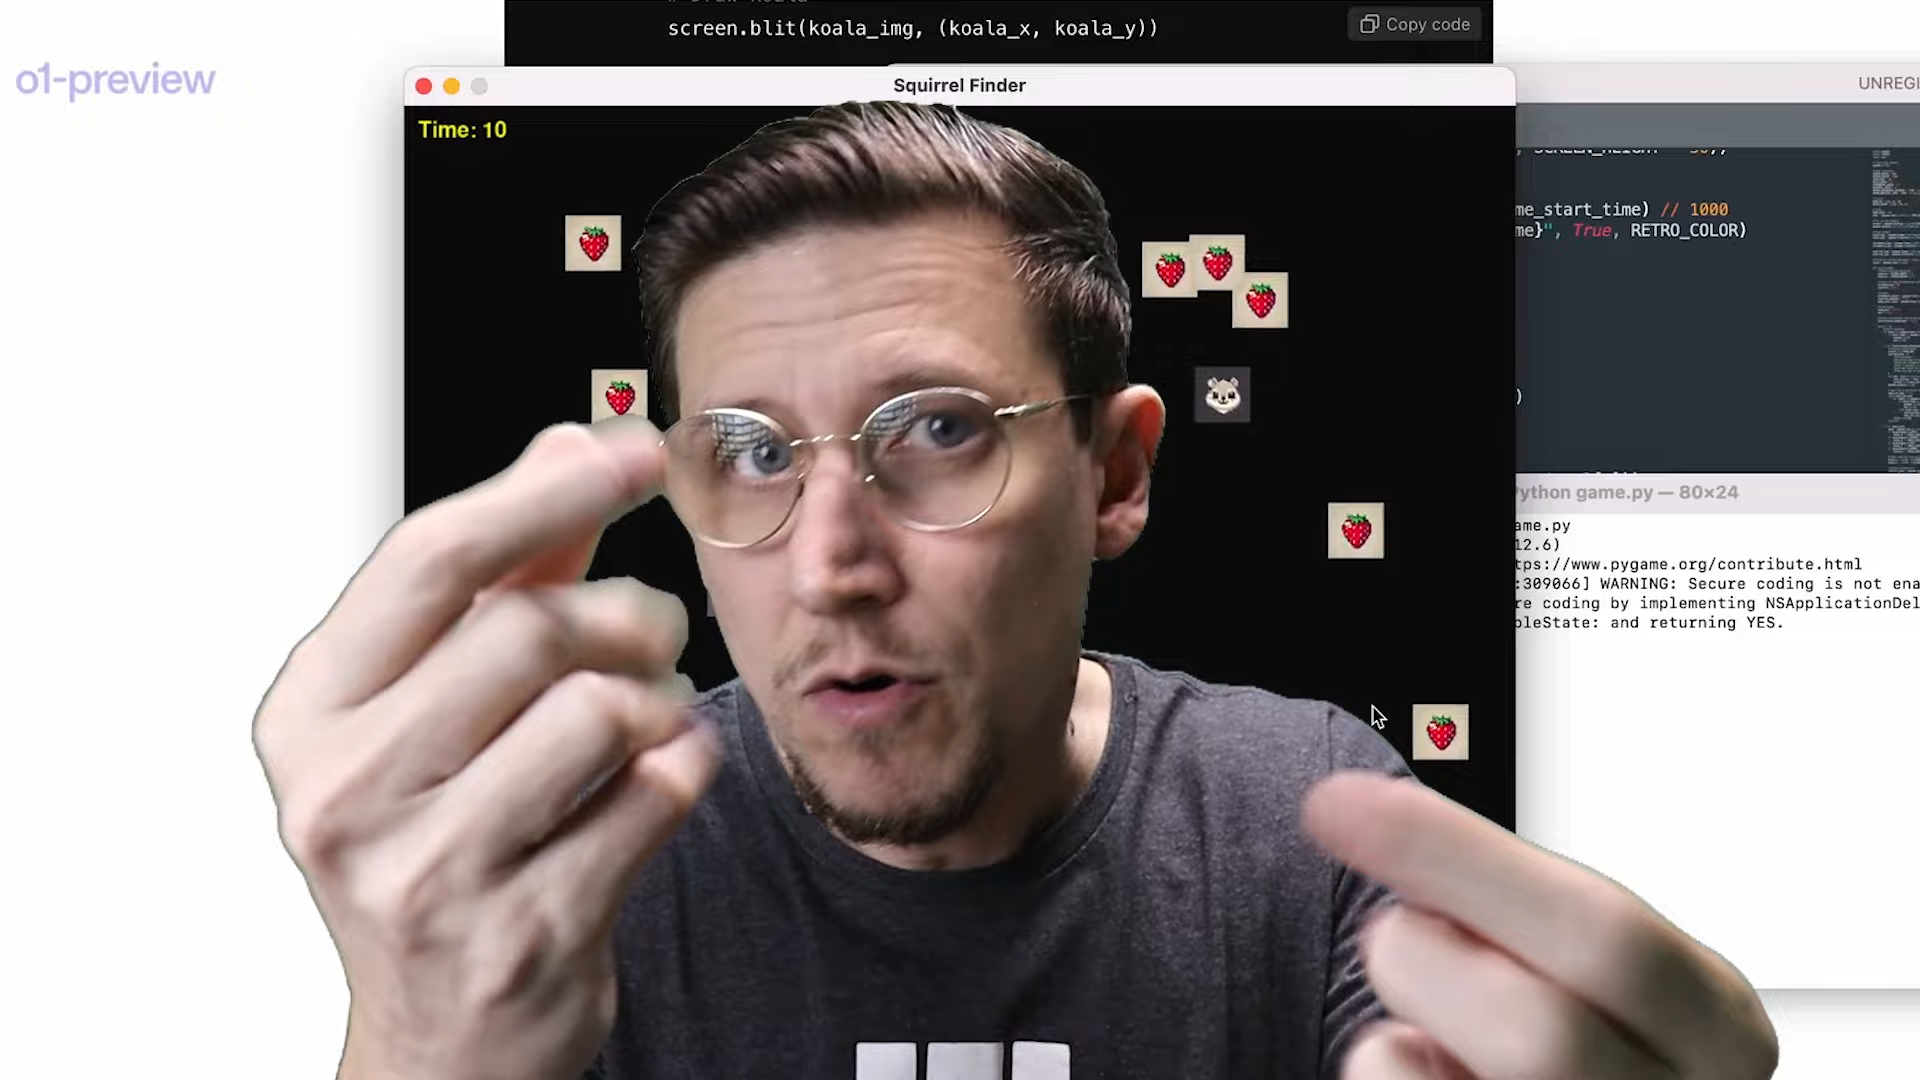 screen.blit(koala_img, (koala_x, koala_y))
Copy code
o1-preview
Squirrel Finder
UNREGI
Time: 10
me_start_time) // 1000
me}", True, RETRO_COLOR)
)
ython game.py — 80×24
ame.py
12.6)
tps://www.pygame.org/contribute.html
:309066] WARNING: Secure coding is not ena
re coding by implementing NSApplicationDel
bleState: and returning YES.